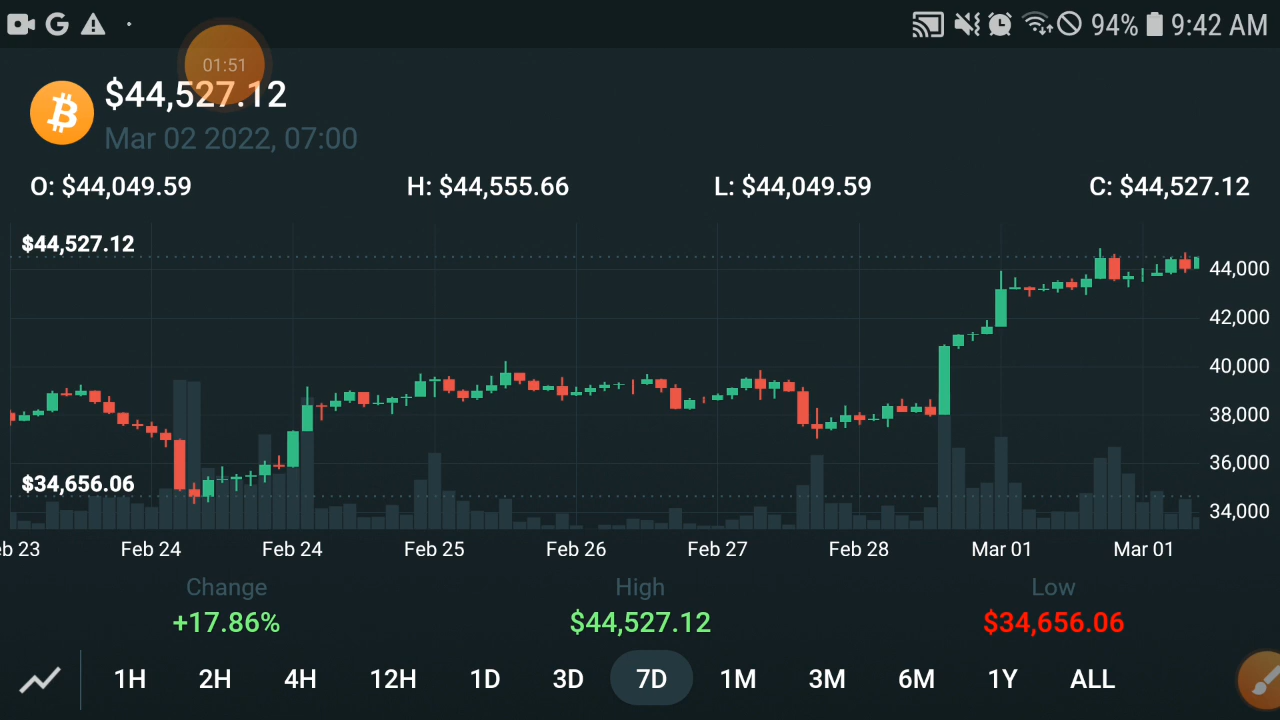 94% 9:42 AM
01:51
$44,527.12
Mar 02 2022, 07:00
O: $44,049.59 H: $44,555.66 L: $44,049.59 C: $44,527.12
$44,527.12
44,000
42,000
40,000
38,000
36,000
$34,656.06
34,000
eb 23 Feb 24 Feb 24 Feb 25 Feb 26 Feb 27 Feb 28 Mar 01 Mar 01
Change High Low
+17.86% $44,527.12 $34,656.06
1H 2H 4H 12H 1D 3D 7D 1M 3M 6M 1Y ALL